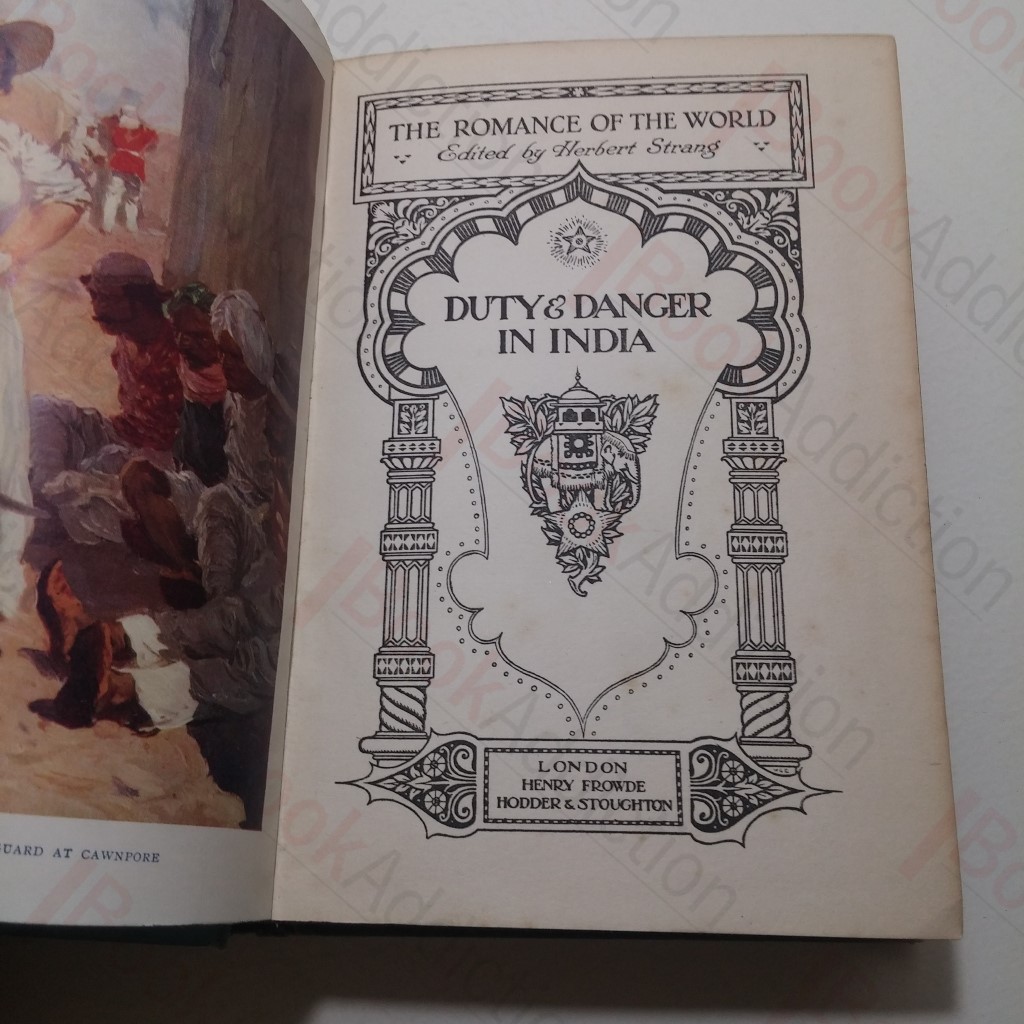 THE ROMANCE OF THE WORLD
Edited by Herbert Strang
DUTY & DANGER
IN INDIA
LONDON
HENRY FROWDE
HODDER & STOUGHTON
GUARD AT CAWNPORE
BookAddiction